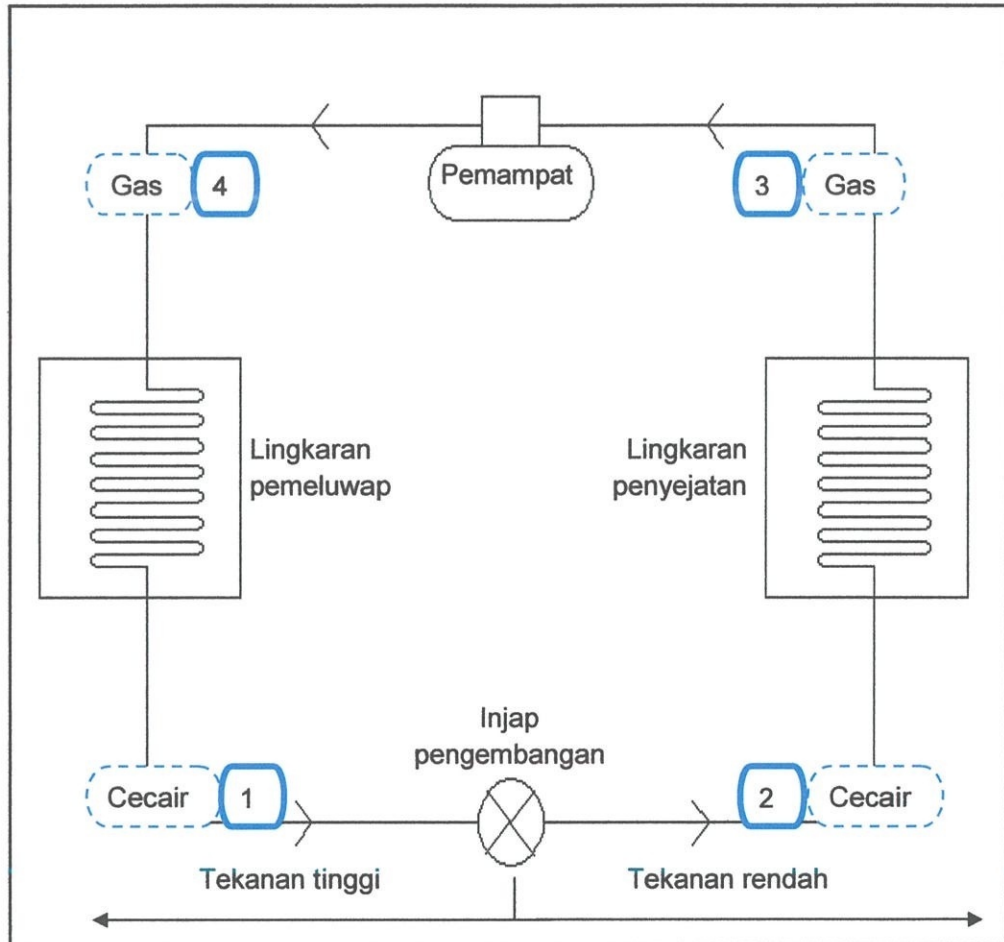 Pemampat
Gas
4
3
Gas
Lingkaran
pemeluwap
Lingkaran
penyejatan
Injap
pengembangan
Cecair
1
2
Cecair
Tekanan tinggi
Tekanan rendah